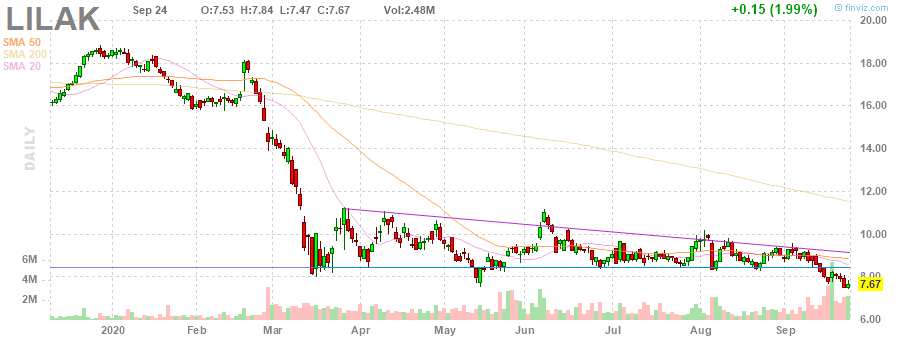 LILAK Sep 24 O:7.53 H:7.84 L:7.47 C:7.67 Vol:2.48M +0.15 (1.99%) © finviz.com
SMA 50
SMA 200
SMA 20
DAILY
20.00
18.00
16.00
14.00
12.00
10.00
8.00
7.67
6.00
6M
4M
2M
2020 Feb Mar Apr May Jun Jul Aug Sep